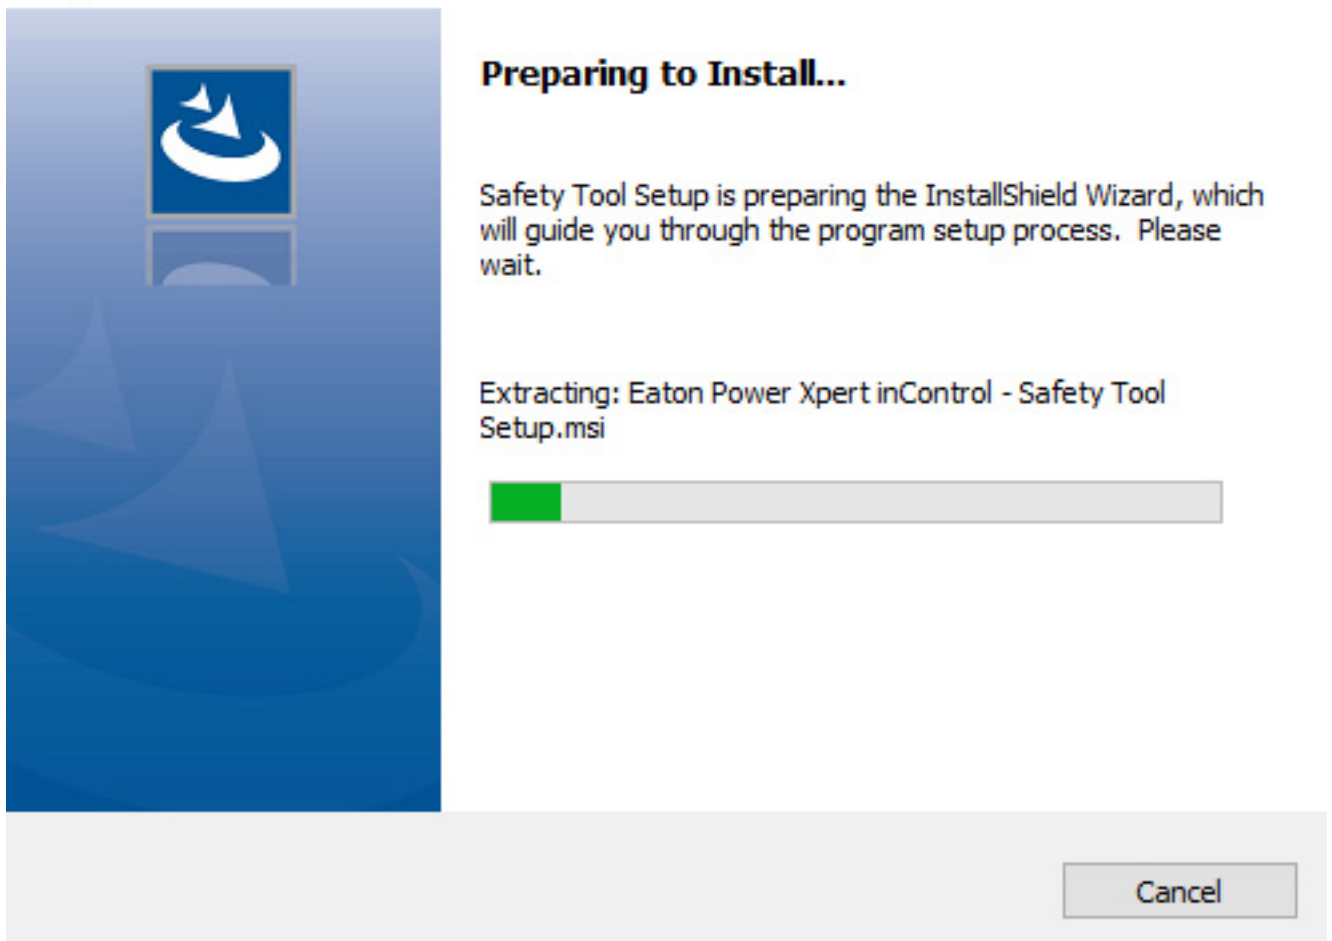 Preparing to Install...
Safety Tool Setup is preparing the InstallShield Wizard, which
will guide you through the program setup process.  Please
wait.
Extracting: Eaton Power Xpert inControl - Safety Tool
Setup.msi
Cancel